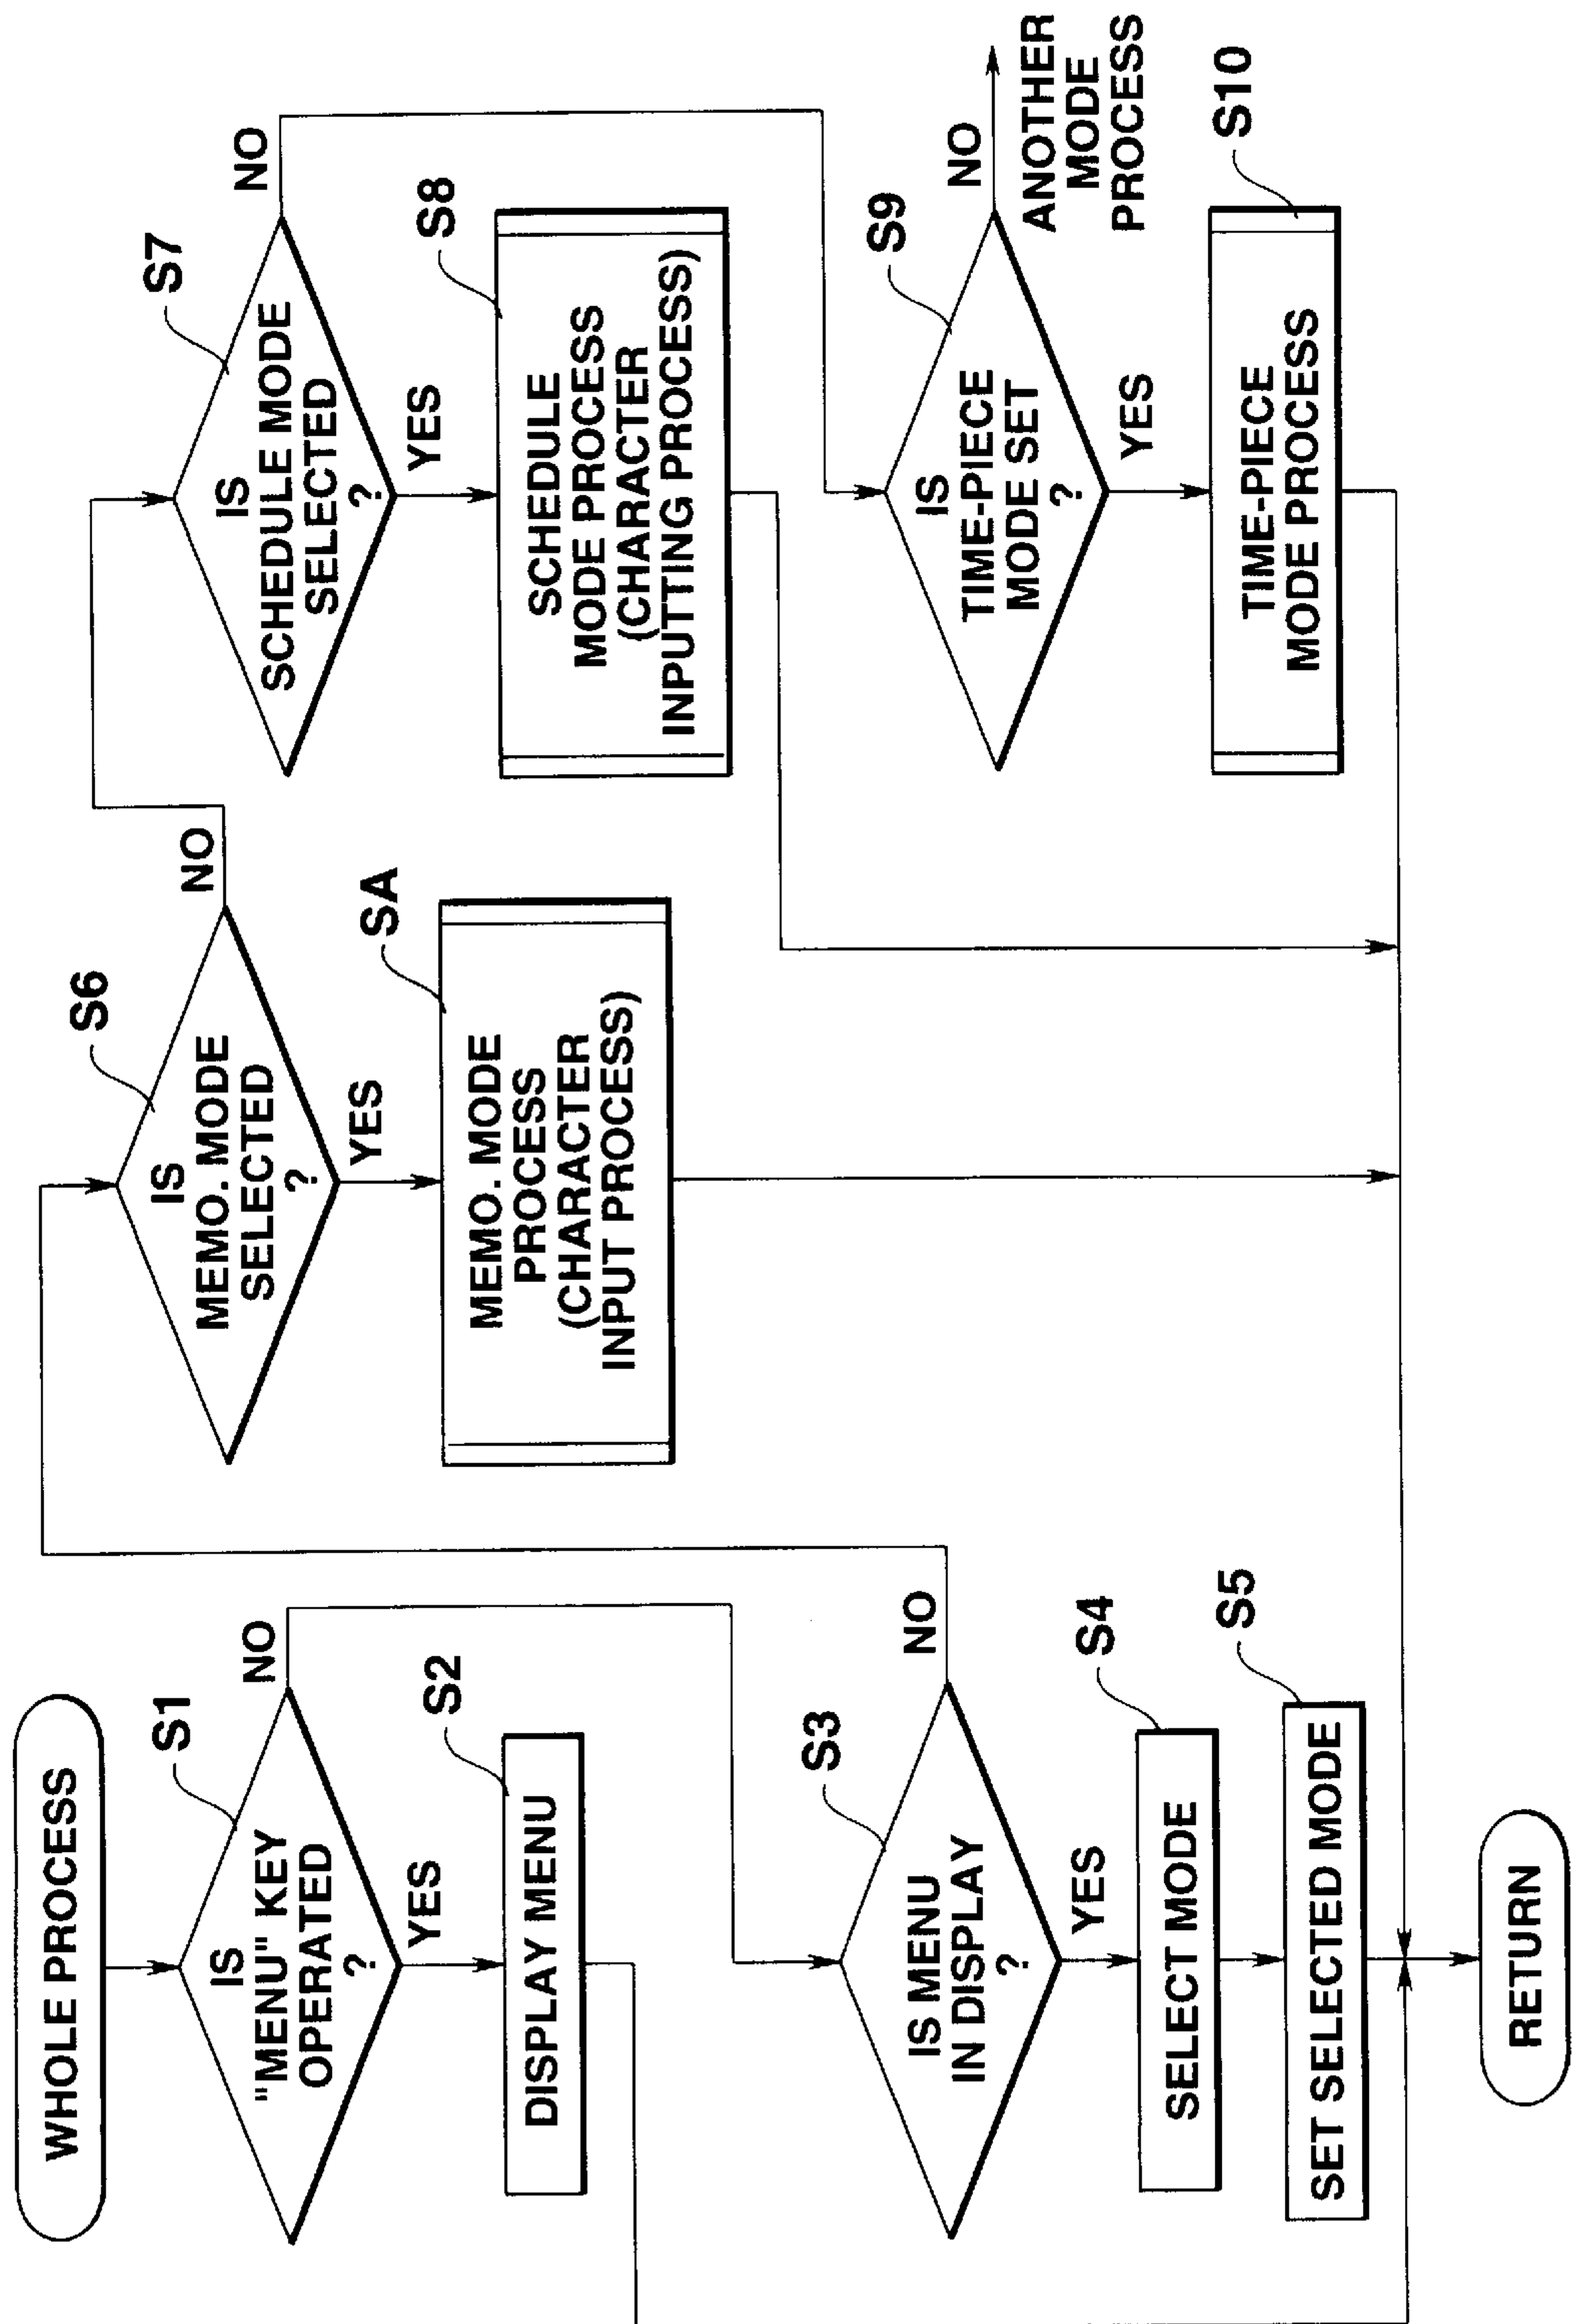 WHOLE PROCESS
S1
IS
"MENU" KEY
OPERATED
?
NO
YES
S2
DISPLAY MENU
S3
IS MENU
IN DISPLAY
?
NO
YES
S4
SELECT MODE
S5
SET SELECTED MODE
RETURN
S6
IS
MEMO. MODE
SELECTED
?
NO
YES
SA
MEMO. MODE
PROCESS
(CHARACTER
INPUT PROCESS)
S7
IS
SCHEDULE MODE
SELECTED
?
NO
YES
S8
SCHEDULE
MODE PROCESS
(CHARACTER
INPUTTING PROCESS)
S9
IS
TIME-PIECE
MODE SET
?
NO
ANOTHER
MODE
PROCESS
YES
S10
TIME-PIECE
MODE PROCESS